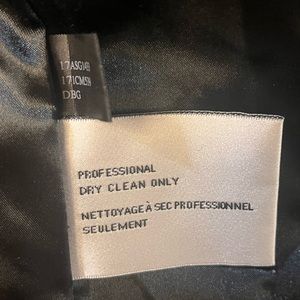 DBG
PROFESSIONAL
DRY CLEAN ONLY
NETTOYAGE À SEC PROFESSIONNEL
SEULEMENT